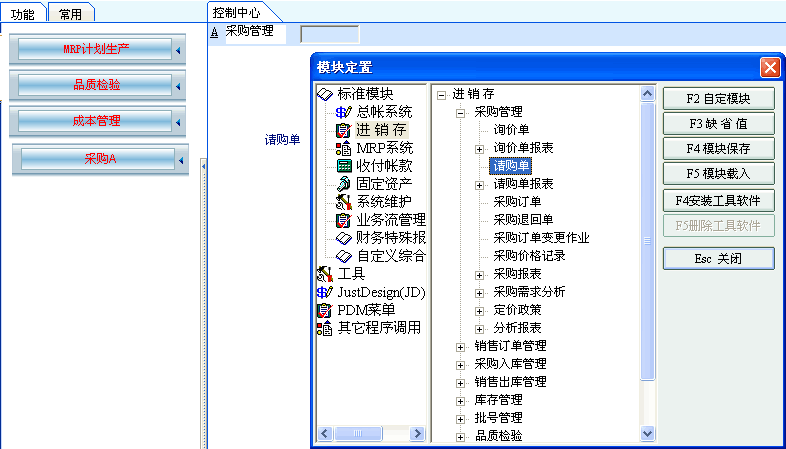 功能
常用
控制中心
A 采购管理
MRP计划生产
品质检验
成本管理
采购A
请购单
模块定置
标准模块
总帐系统
进 销 存
MRP系统
收付帐款
固定资产
系统维护
业务流管理
财务特殊报
自定义综合
工具
JustDesign(JD)
PDM菜单
其它程序调用
进 销 存
采购管理
询价单
询价单报表
请购单
请购单报表
采购订单
采购退回单
采购订单变更作业
采购价格记录
采购报表
采购需求分析
定价政策
分析报表
销售订单管理
采购入库管理
销售出库管理
库存管理
批号管理
品质检验
F2 自定模块
F3 缺 省 值
F4 模块保存
F5 模块载入
F4安装工具软件
F5删除工具软件
Esc 关闭